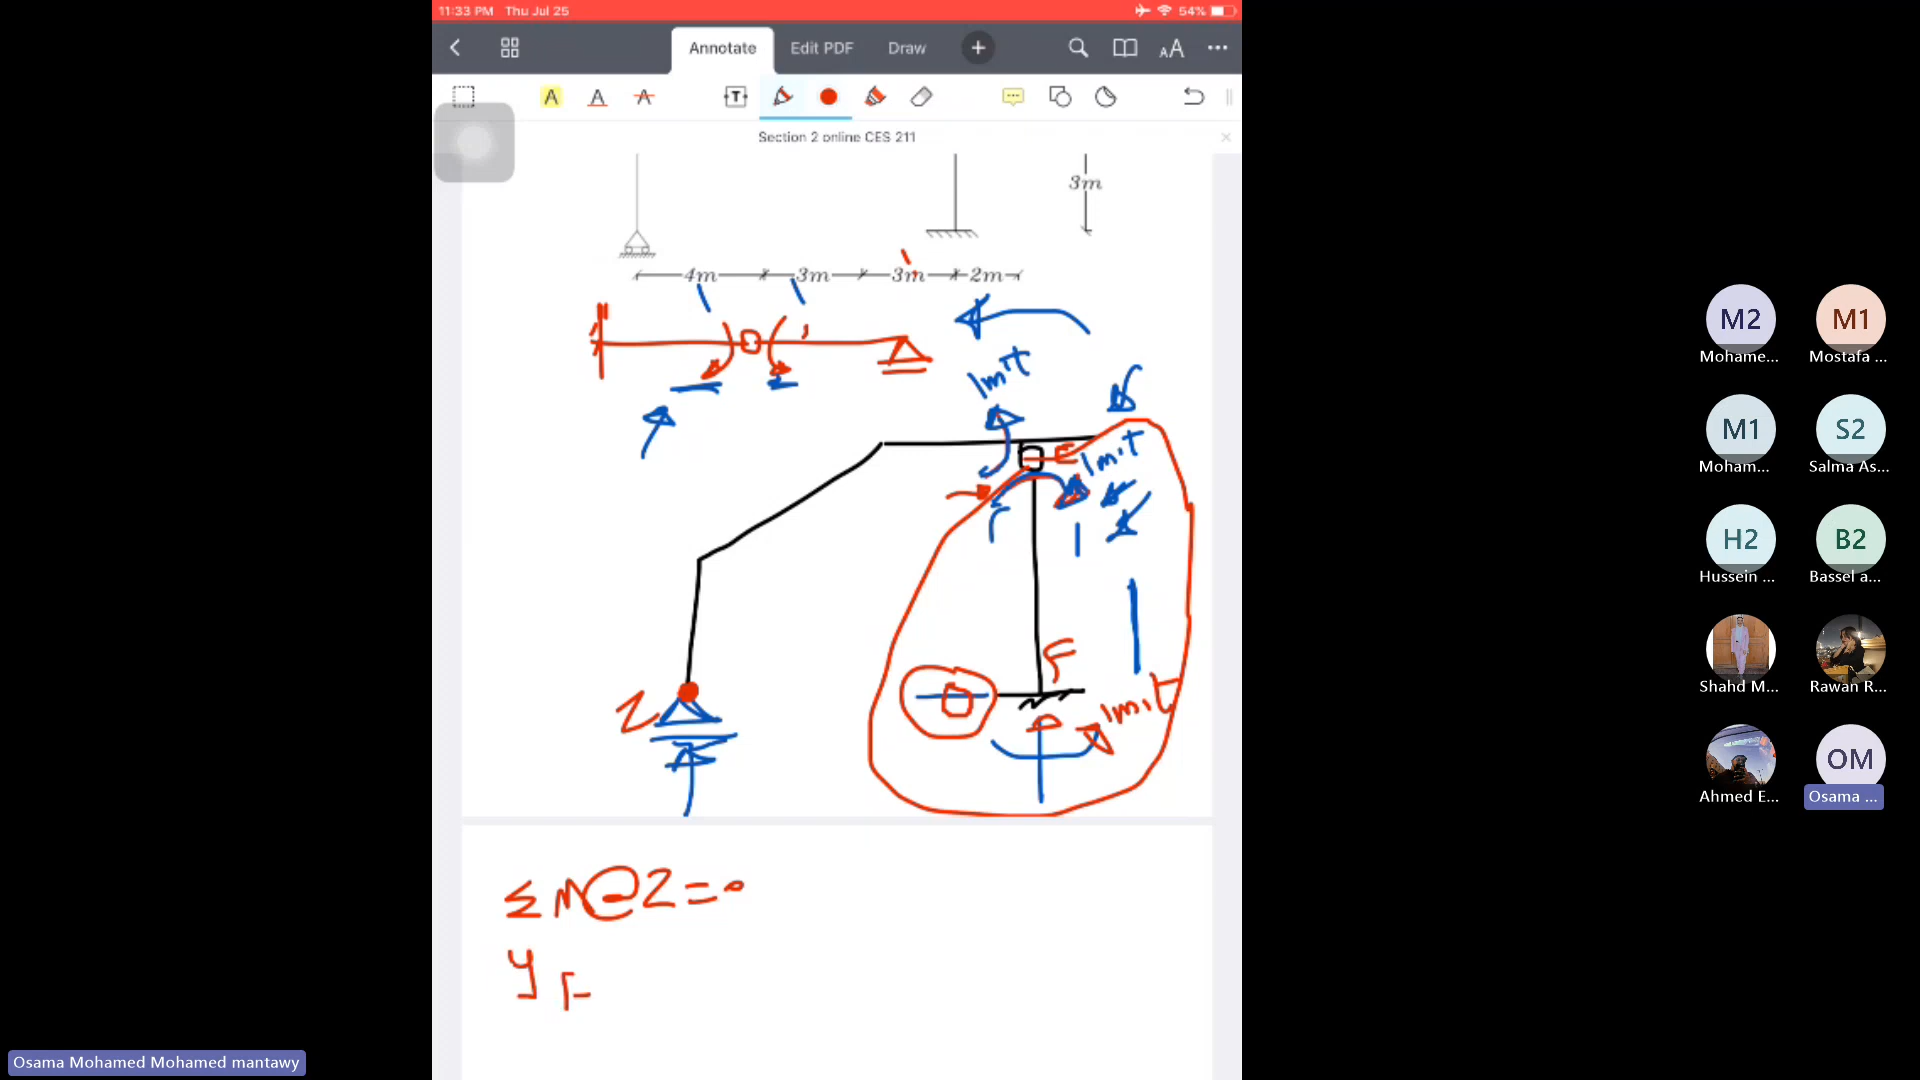 11:33 PM Thu Jul 25
54%
Annotate Edit PDF Draw
Section 2 online CES 211
3m
4m 3m 3m 2m
1m't
1m't
F
Z
1m't
ΣM@Z=0
y F
M2 M1
Mohame... Mostafa ...
M1 S2
Moham... Salma As...
H2 B2
Hussein ... Bassel a...
Shahd M... Rawan R...
OM
Ahmed E... Osama ...
Osama Mohamed Mohamed mantawy